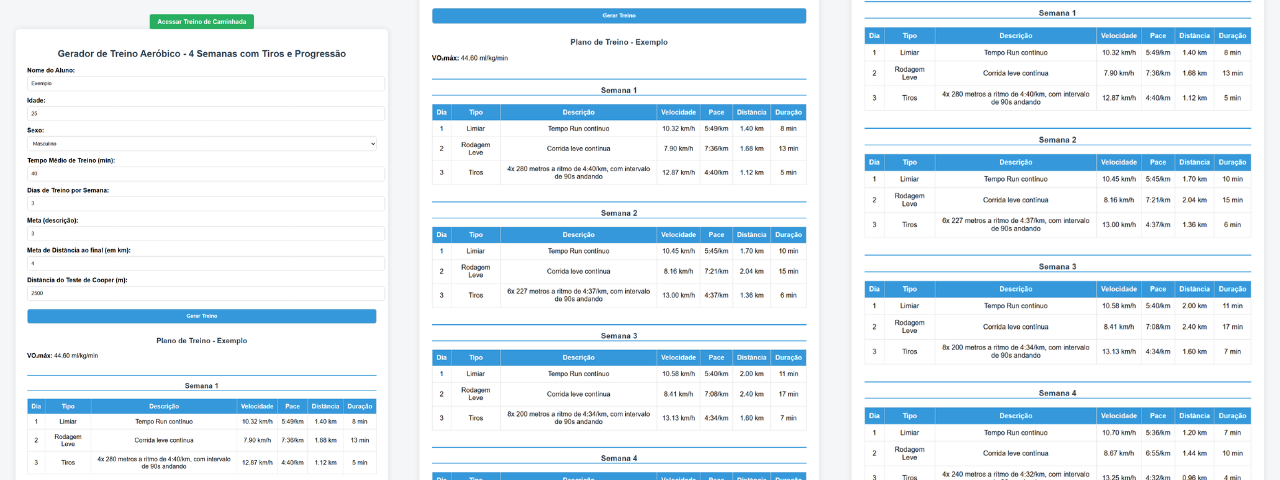 Acessar Treino de Caminhada
Gerador de Treino Aeróbico - 4 Semanas com Tiros e Progressão
Nome do Aluno:
Exemplo
Idade:
25
Sexo:
Masculino
Tempo Médio de Treino (min):
40
Dias de Treino por Semana:
3
Meta (descrição):
3
Meta de Distância ao final (em km):
4
Distância do Teste de Cooper (m):
2500
Gerar Treino
Plano de Treino - Exemplo
VO₂máx: 44.60 ml/kg/min
Semana 1
Dia Tipo Descrição Velocidade Pace Distância Duração
1 Limiar Tempo Run contínuo 10.32 km/h 5:49/km 1.40 km 8 min
2 Rodagem Leve Corrida leve contínua 7.90 km/h 7:36/km 1.68 km 13 min
3 Tiros 4x 280 metros a ritmo de 4:40/km, com intervalo
de 90s andando 12.87 km/h 4:40/km 1.12 km 5 min
Gerar Treino
Plano de Treino - Exemplo
VO₂máx: 44.60 ml/kg/min
Semana 1
Dia Tipo Descrição Velocidade Pace Distância Duração
1 Limiar Tempo Run contínuo 10.32 km/h 5:49/km 1.40 km 8 min
2 Rodagem Leve Corrida leve contínua 7.90 km/h 7:36/km 1.68 km 13 min
3 Tiros 4x 280 metros a ritmo de 4:40/km, com intervalo
de 90s andando 12.87 km/h 4:40/km 1.12 km 5 min
Semana 2
Dia Tipo Descrição Velocidade Pace Distância Duração
1 Limiar Tempo Run contínuo 10.45 km/h 5:45/km 1.70 km 10 min
2 Rodagem Leve Corrida leve contínua 8.16 km/h 7:21/km 2.04 km 15 min
3 Tiros 6x 227 metros a ritmo de 4:37/km, com intervalo
de 90s andando 13.00 km/h 4:37/km 1.36 km 6 min
Semana 3
Dia Tipo Descrição Velocidade Pace Distância Duração
1 Limiar Tempo Run contínuo 10.58 km/h 5:40/km 2.00 km 11 min
2 Rodagem Leve Corrida leve contínua 8.41 km/h 7:08/km 2.40 km 17 min
3 Tiros 8x 200 metros a ritmo de 4:34/km, com intervalo
de 90s andando 13.13 km/h 4:34/km 1.60 km 7 min
Semana 4
Dia Tipo Descrição Velocidade Pace Distância Duração
Semana 1
Dia Tipo Descrição Velocidade Pace Distância Duração
1 Limiar Tempo Run contínuo 10.32 km/h 5:49/km 1.40 km 8 min
2 Rodagem Leve Corrida leve contínua 7.90 km/h 7:36/km 1.68 km 13 min
3 Tiros 4x 280 metros a ritmo de 4:40/km, com intervalo
de 90s andando 12.87 km/h 4:40/km 1.12 km 5 min
Semana 2
Dia Tipo Descrição Velocidade Pace Distância Duração
1 Limiar Tempo Run contínuo 10.45 km/h 5:45/km 1.70 km 10 min
2 Rodagem Leve Corrida leve contínua 8.16 km/h 7:21/km 2.04 km 15 min
3 Tiros 6x 227 metros a ritmo de 4:37/km, com intervalo
de 90s andando 13.00 km/h 4:37/km 1.36 km 6 min
Semana 3
Dia Tipo Descrição Velocidade Pace Distância Duração
1 Limiar Tempo Run contínuo 10.58 km/h 5:40/km 2.00 km 11 min
2 Rodagem Leve Corrida leve contínua 8.41 km/h 7:08/km 2.40 km 17 min
3 Tiros 8x 200 metros a ritmo de 4:34/km, com intervalo
de 90s andando 13.13 km/h 4:34/km 1.60 km 7 min
Semana 4
Dia Tipo Descrição Velocidade Pace Distância Duração
1 Limiar Tempo Run contínuo 10.70 km/h 5:36/km 1.20 km 7 min
2 Rodagem Leve Corrida leve contínua 8.67 km/h 6:55/km 1.44 km 10 min
3 Tiros 4x 240 metros a ritmo de 4:32/km, com intervalo
13.25 km/h 4:32/km 0.96 km 4 min